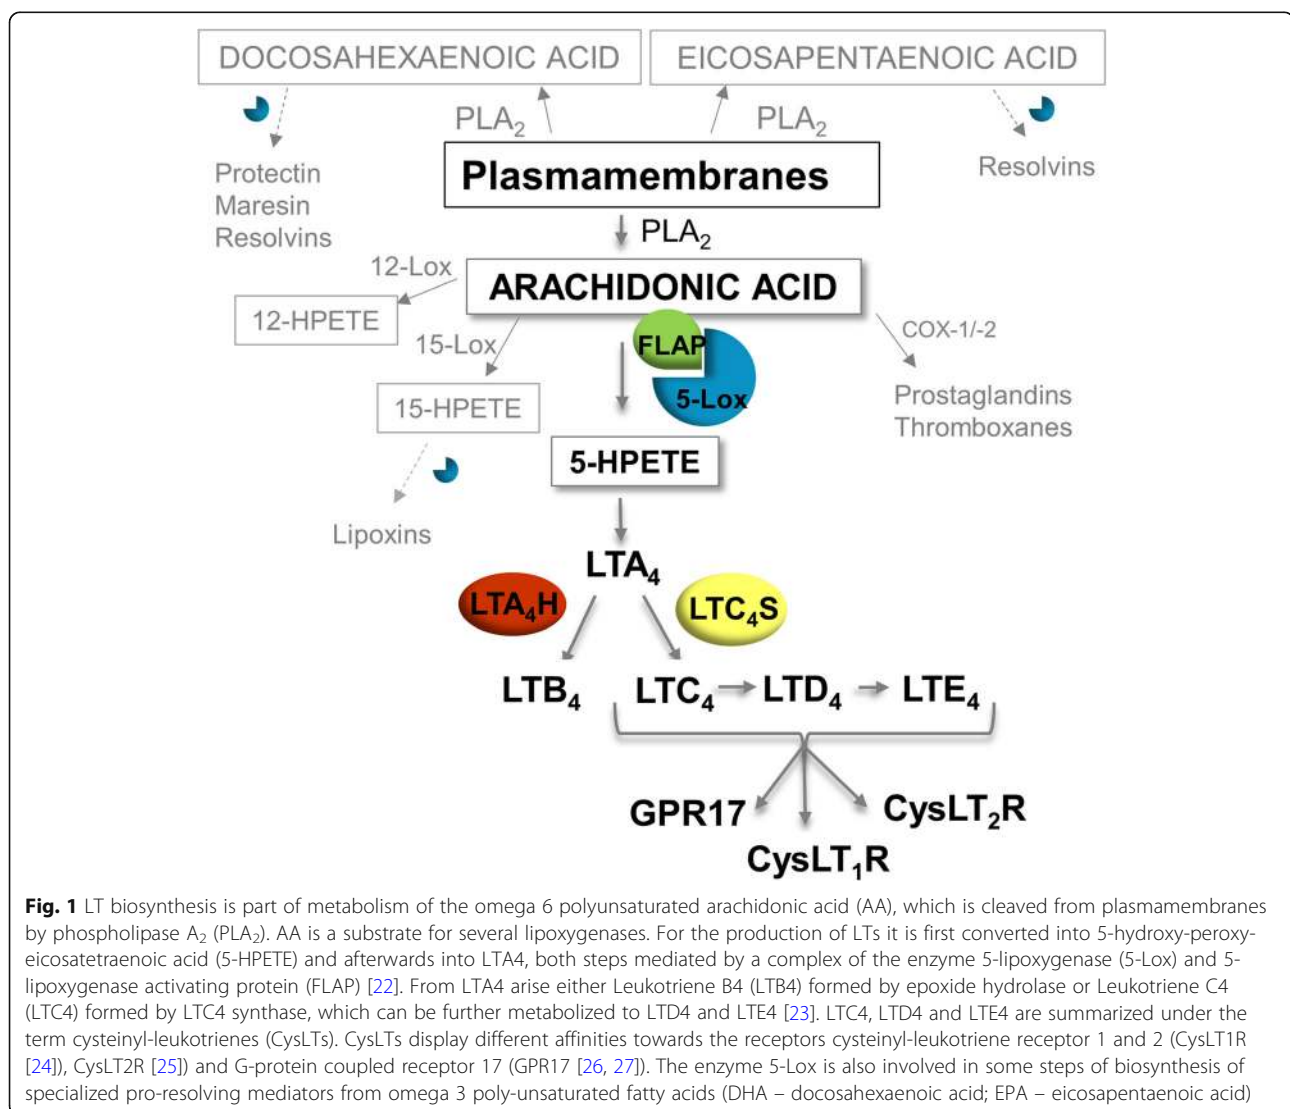 DOCOSAHEXAENOIC ACID
EICOSAPENTAENOIC ACID
PLA2
PLA2
Protectin
Maresin
Resolvins
Plasmamembranes
Resolvins
PLA2
12-Lox
ARACHIDONIC ACID
12-HPETE
15-Lox
FLAP
COX-1/-2
5-Lox
15-HPETE
Prostaglandins
Thromboxanes
5-HPETE
Lipoxins
LTA4
LTA4H
LTC4S
LTB4
LTC4
LTD4
LTE4
GPR17
CysLT2R
CysLT1R
Fig. 1 LT biosynthesis is part of metabolism of the omega 6 polyunsaturated arachidonic acid (AA), which is cleaved from plasmamembranes
by phospholipase A2 (PLA2). AA is a substrate for several lipoxygenases. For the production of LTs it is first converted into 5-hydroxy-peroxy-
eicosatetraenoic acid (5-HPETE) and afterwards into LTA4, both steps mediated by a complex of the enzyme 5-lipoxygenase (5-Lox) and 5-
lipoxygenase activating protein (FLAP) [22]. From LTA4 arise either Leukotriene B4 (LTB4) formed by epoxide hydrolase or Leukotriene C4
(LTC4) formed by LTC4 synthase, which can be further metabolized to LTD4 and LTE4 [23]. LTC4, LTD4 and LTE4 are summarized under the
term cysteinyl-leukotrienes (CysLTs). CysLTs display different affinities towards the receptors cysteinyl-leukotriene receptor 1 and 2 (CysLT1R
[24]), CysLT2R [25]) and G-protein coupled receptor 17 (GPR17 [26, 27]). The enzyme 5-Lox is also involved in some steps of biosynthesis of
specialized pro-resolving mediators from omega 3 poly-unsaturated fatty acids (DHA – docosahexaenoic acid; EPA – eicosapentaenoic acid)